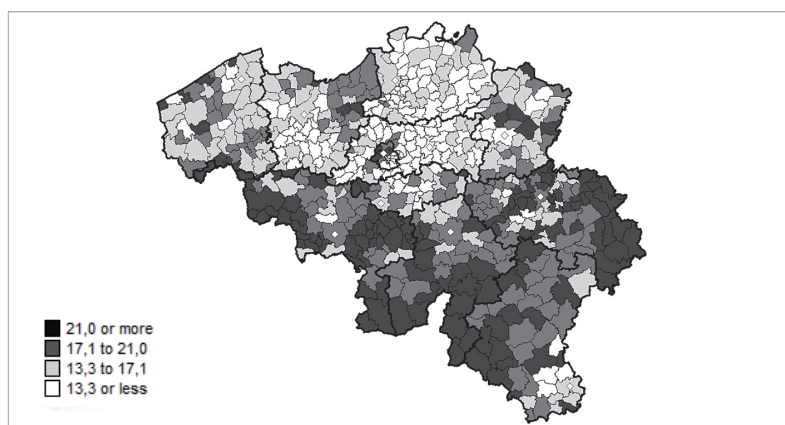 21,0 or more
17,1 to 21,0
13,3 to 17,1
13,3 or less